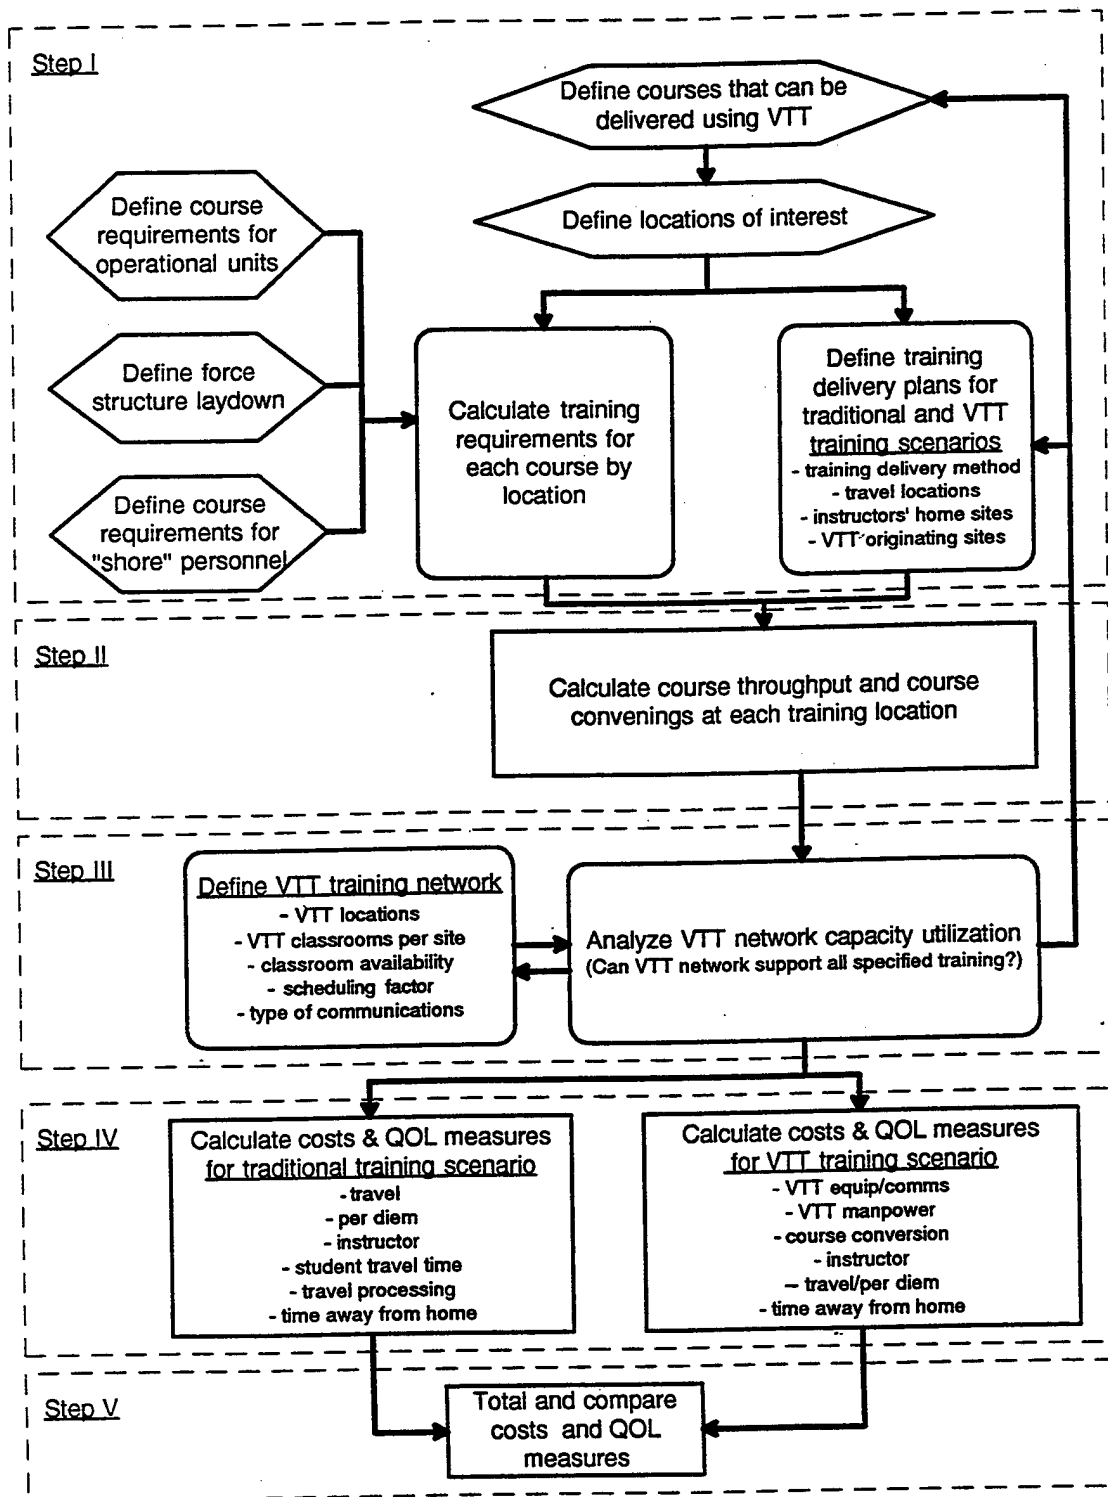 Step I
Define courses that can be
delivered using VTT
Define locations of interest
Define course
requirements for
operational units
Define force
structure laydown
Define course
requirements for
"shore" personnel
Calculate training
requirements for
each course by
location
Define training
delivery plans for
traditional and VTT
training scenarios
- training delivery method
- travel locations
- instructors' home sites
- VTT originating sites
Step II
Calculate course throughput and course
convenings at each training location
Step III
Define VTT training network
- VTT locations
- VTT classrooms per site
- classroom availability
- scheduling factor
- type of communications
Analyze VTT network capacity utilization
(Can VTT network support all specified training?)
Step IV
Calculate costs & QOL measures
for traditional training scenario
- travel
- per diem
- instructor
- student travel time
- travel processing
- time away from home
Calculate costs & QOL measures
for VTT training scenario
- VTT equip/comms
- VTT manpower
- course conversion
- instructor
- travel/per diem
- time away from home
Step V
Total and compare
costs and QOL
measures